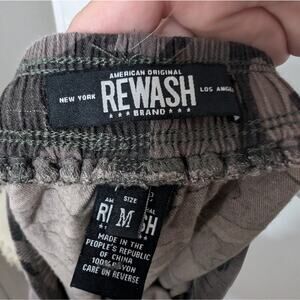 AMERICAN ORIGINAL
NEW YORK REWASH LOS ANGE
★★★ BRAND ★★★
SIZE M
MADE IN THE
PEOPLE'S REPUBLIC
OF CHINA
100% RAYON
CARE ON REVERSE